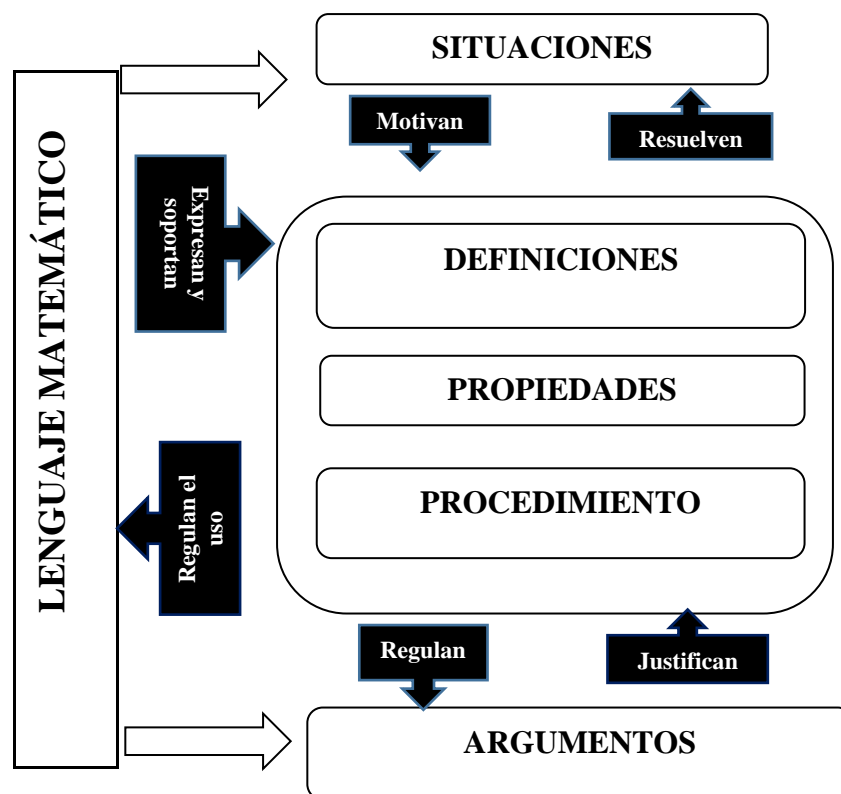 SITUACIONES
Motivan
Resuelven
LENGUAJE MATEMÁTICO
Expresan y
soportan
DEFINICIONES
PROPIEDADES
Regulan el
uso
PROCEDIMIENTO
Regulan
Justifican
ARGUMENTOS